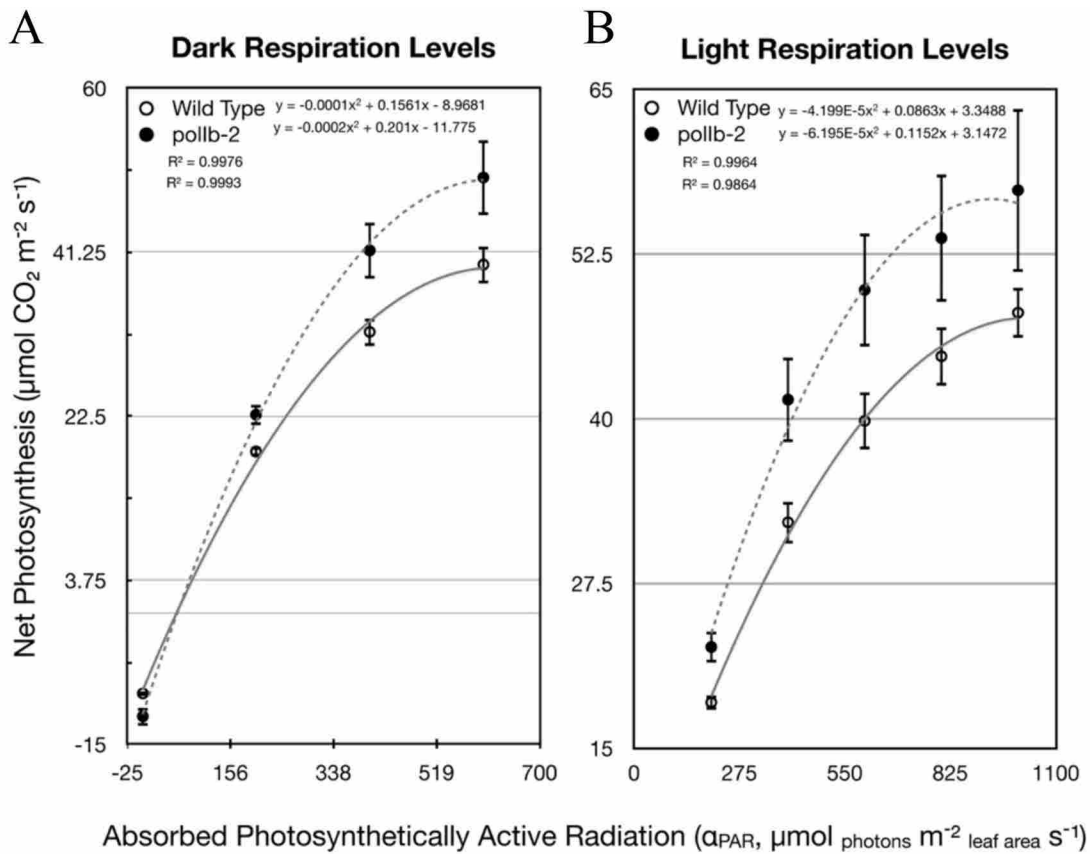 A
B
Dark Respiration Levels
Light Respiration Levels
Net Photosynthesis (µmol CO₂ m⁻² s⁻¹)
60
41.25
22.5
3.75
-15
Wild Type y = -0.0001x² + 0.1561x - 8.9681
polIb-2 y = -0.0002x² + 0.201x - 11.775
R² = 0.9976
R² = 0.9993
-25 156 338 519 700
65
52.5
40
27.5
15
Wild Type y = -4.199E-5x² + 0.0863x + 3.3488
polIb-2 y = -6.195E-5x² + 0.1152x + 3.1472
R² = 0.9964
R² = 0.9864
0 275 550 825 1100
Absorbed Photosynthetically Active Radiation (αPAR, µmol photons m⁻² leaf area s⁻¹)